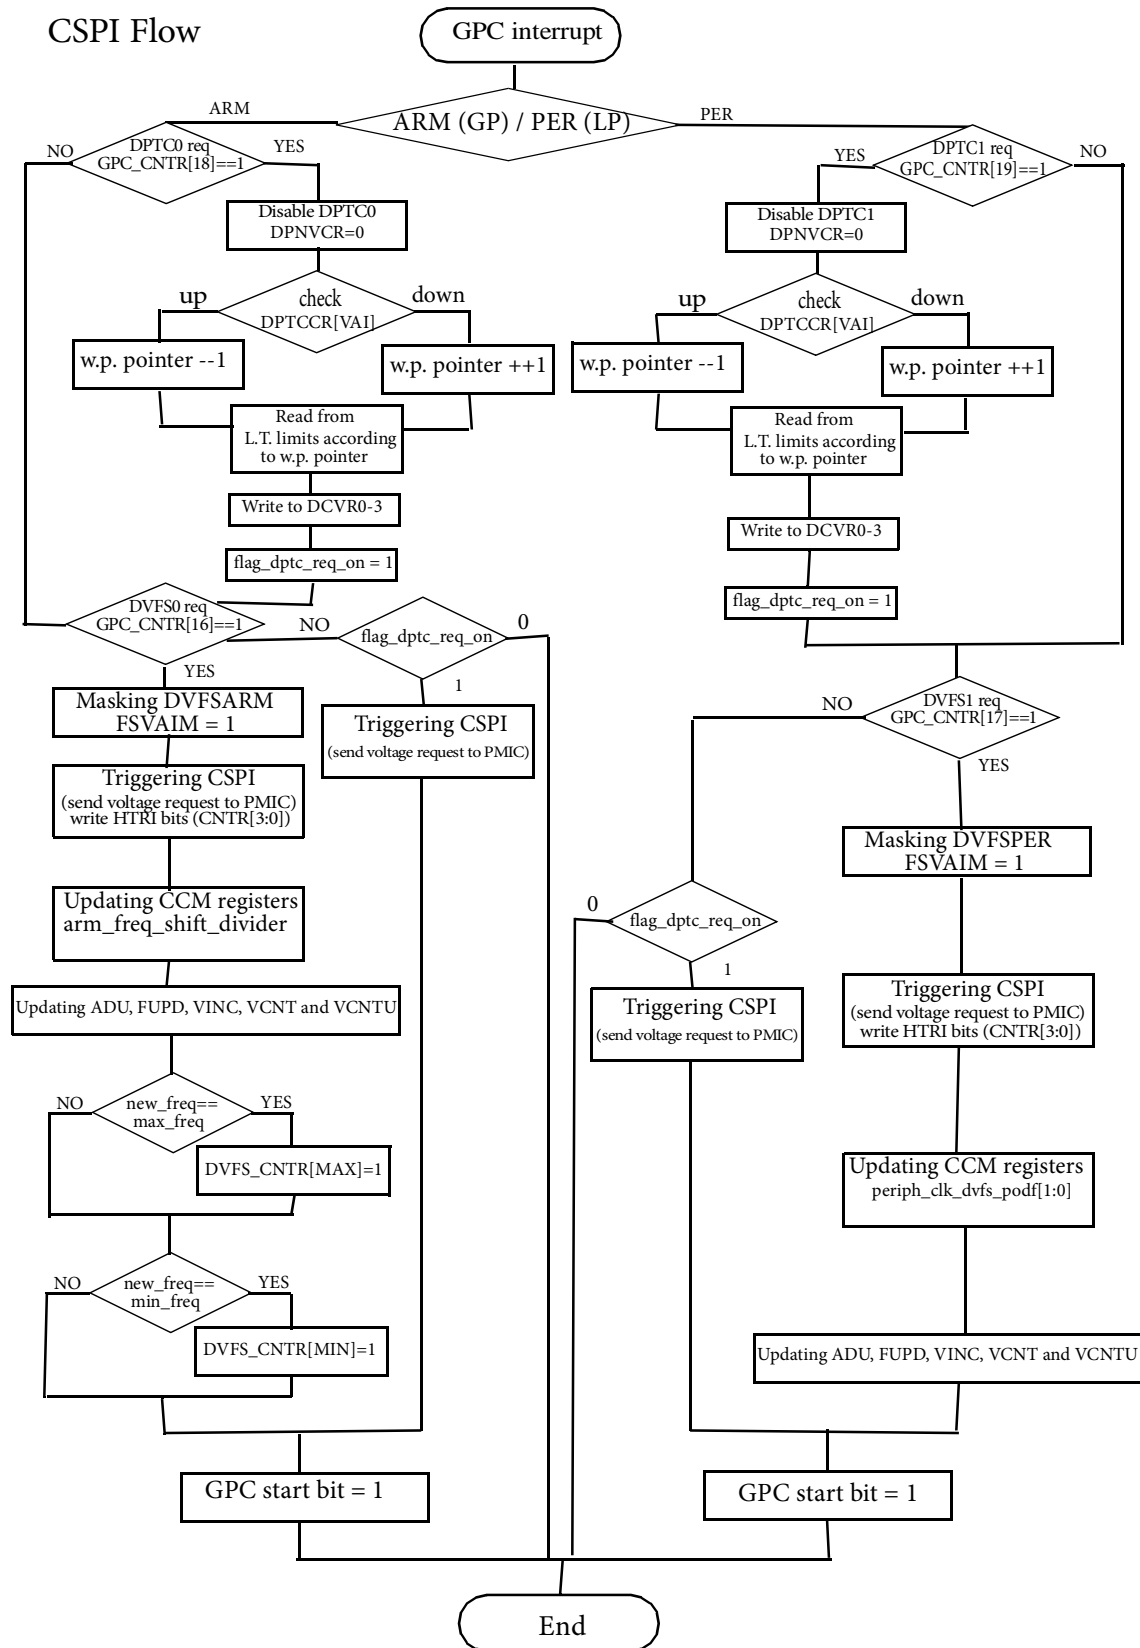 CSPI Flow
GPC interrupt
ARM (GP) / PER (LP)
ARM
PER
NO
DPTC0 req
GPC_CNTR[18]==1
YES
YES
DPTC1 req
GPC_CNTR[19]==1
NO
Disable DPTC0
DPNVCR=0
Disable DPTC1
DPNVCR=0
up
check
DPTCCR[VAI]
down
up
check
DPTCCR[VAI]
down
w.p. pointer --1
w.p. pointer ++1
w.p. pointer --1
w.p. pointer ++1
Read from
L.T. limits according
to w.p. pointer
Read from
L.T. limits according
to w.p. pointer
Write to DCVR0-3
Write to DCVR0-3
flag_dptc_req_on = 1
flag_dptc_req_on = 1
DVFS0 req
GPC_CNTR[16]==1
NO
flag_dptc_req_on
0
YES
1
Masking DVFSARM
FSVAIM = 1
Triggering CSPI
(send voltage request to PMIC)
NO
DVFS1 req
GPC_CNTR[17]==1
YES
Triggering CSPI
(send voltage request to PMIC)
write HTRI bits (CNTR[3:0])
Masking DVFSPER
FSVAIM = 1
Updating CCM registers
arm_freq_shift_divider
0
flag_dptc_req_on
1
Updating ADU, FUPD, VINC, VCNT and VCNTU
Triggering CSPI
(send voltage request to PMIC)
Triggering CSPI
(send voltage request to PMIC)
write HTRI bits (CNTR[3:0])
NO
new_freq==
max_freq
YES
DVFS_CNTR[MAX]=1
Updating CCM registers
periph_clk_dvfs_podf[1:0]
NO
new_freq==
min_freq
YES
DVFS_CNTR[MIN]=1
Updating ADU, FUPD, VINC, VCNT and VCNTU
GPC start bit = 1
GPC start bit = 1
End